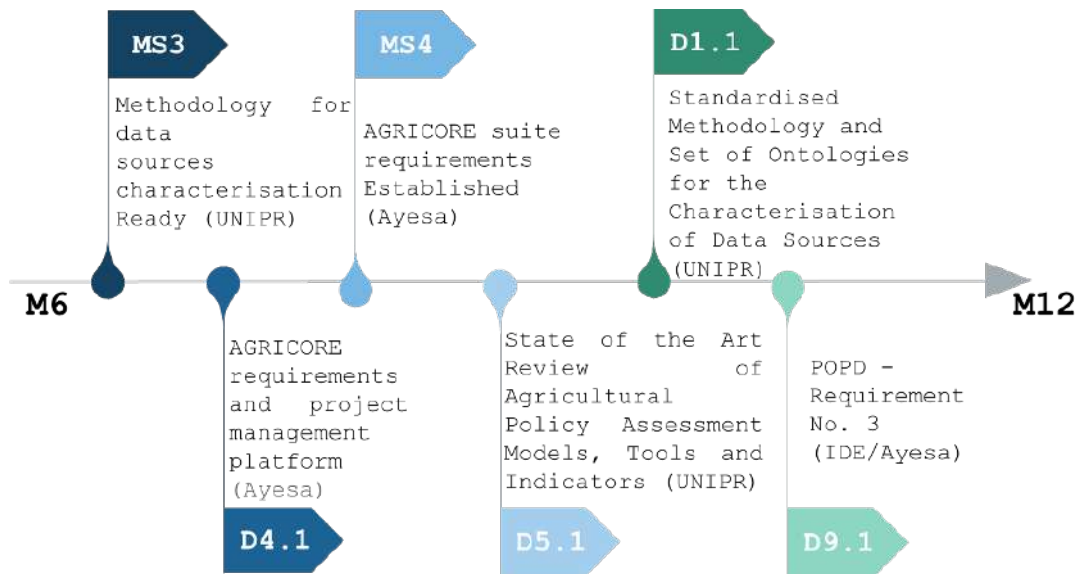 MS3
Methodology for
data
sources
characterisation
Ready (UNIPR)
MS4
AGRICORE suite
requirements
Established
(Ayesa)
D1.1
Standardised
Methodology and
Set of Ontologies
for the
Characterisation
of Data Sources
(UNIPR)
M6
M12
AGRICORE
requirements
and project
management
platform
(Ayesa)
D4.1
State of the Art
Review of
Agricultural
Policy Assessment
Models, Tools and
Indicators (UNIPR)
D5.1
POPD -
Requirement
No. 3
(IDE/Ayesa)
D9.1